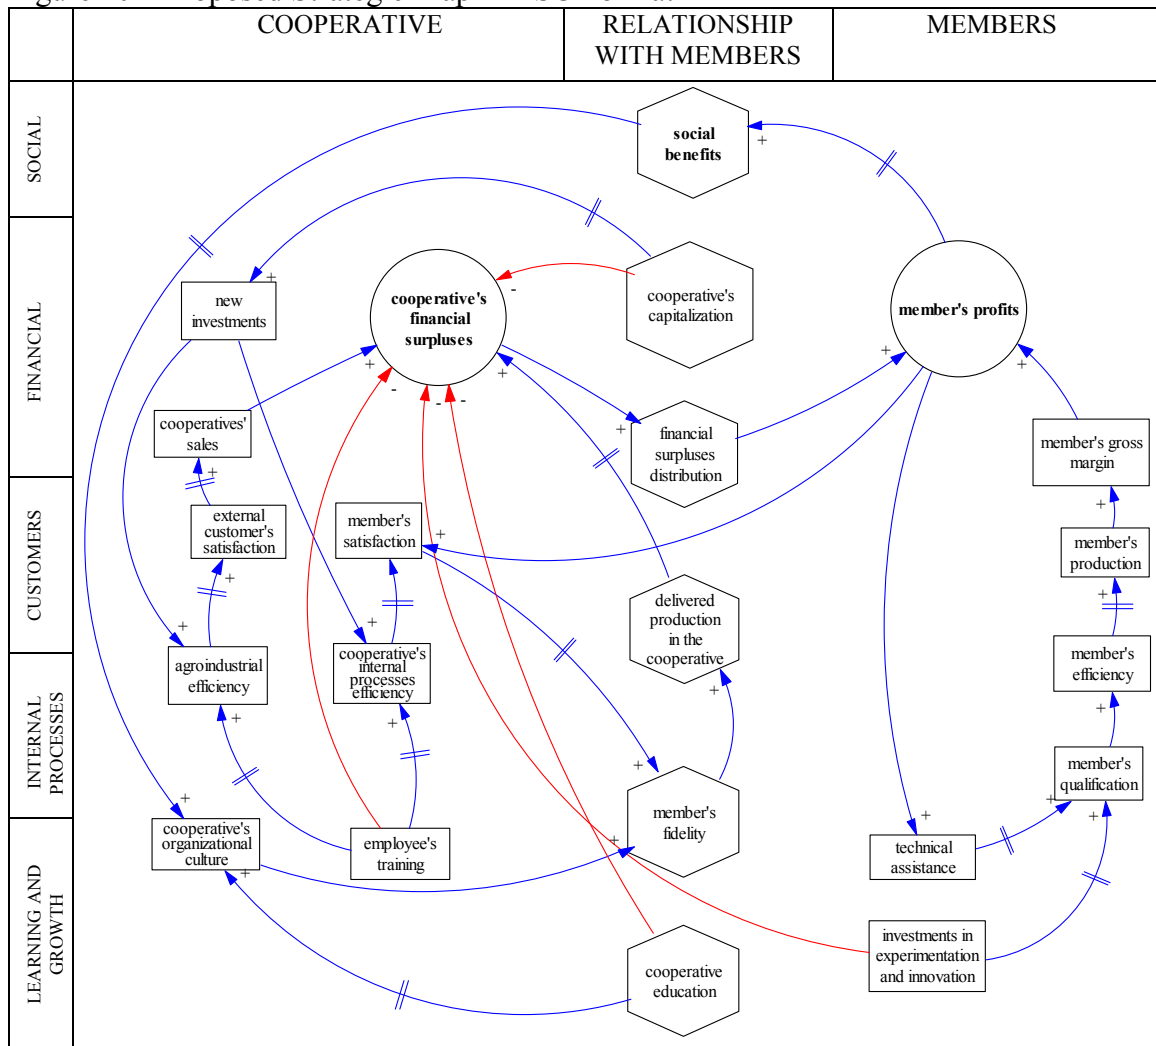 COOPERATIVE
RELATIONSHIP
WITH MEMBERS
MEMBERS
SOCIAL
social
benefits
+
FINANCIAL
new
investments
+
cooperative's
financial
surpluses
-
cooperative's
capitalization
member's profits
+
-
-
-
+
+
+
cooperatives'
sales
+
+
financial
surpluses
distribution
member's gross
margin
+
CUSTOMERS
external
customer's
satisfaction
+
member's
satisfaction
+
member's
production
+
delivered
production
in the
cooperative
+
+
+
INTERNAL
PROCESSES
agroindustrial
efficiency
+
cooperative's
internal
processes
efficiency
+
member's
efficiency
+
member's
qualification
+
+
+
+
LEARNING AND
GROWTH
cooperative's
organizational
culture
+
employee's
training
member's
fidelity
+
technical
assistance
+
cooperative
education
investments in
experimentation
and innovation